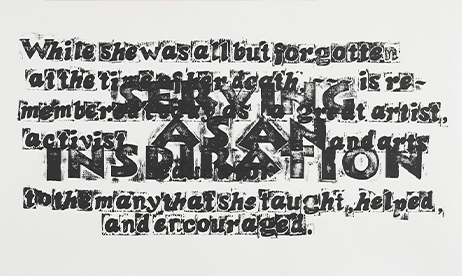 While she was all but forgotten
at the time of her death is re-
SERVING
membered great artist,
AS AN
activist and arts
INSPIRATION
to the many that she taught, helped,
and encouraged.